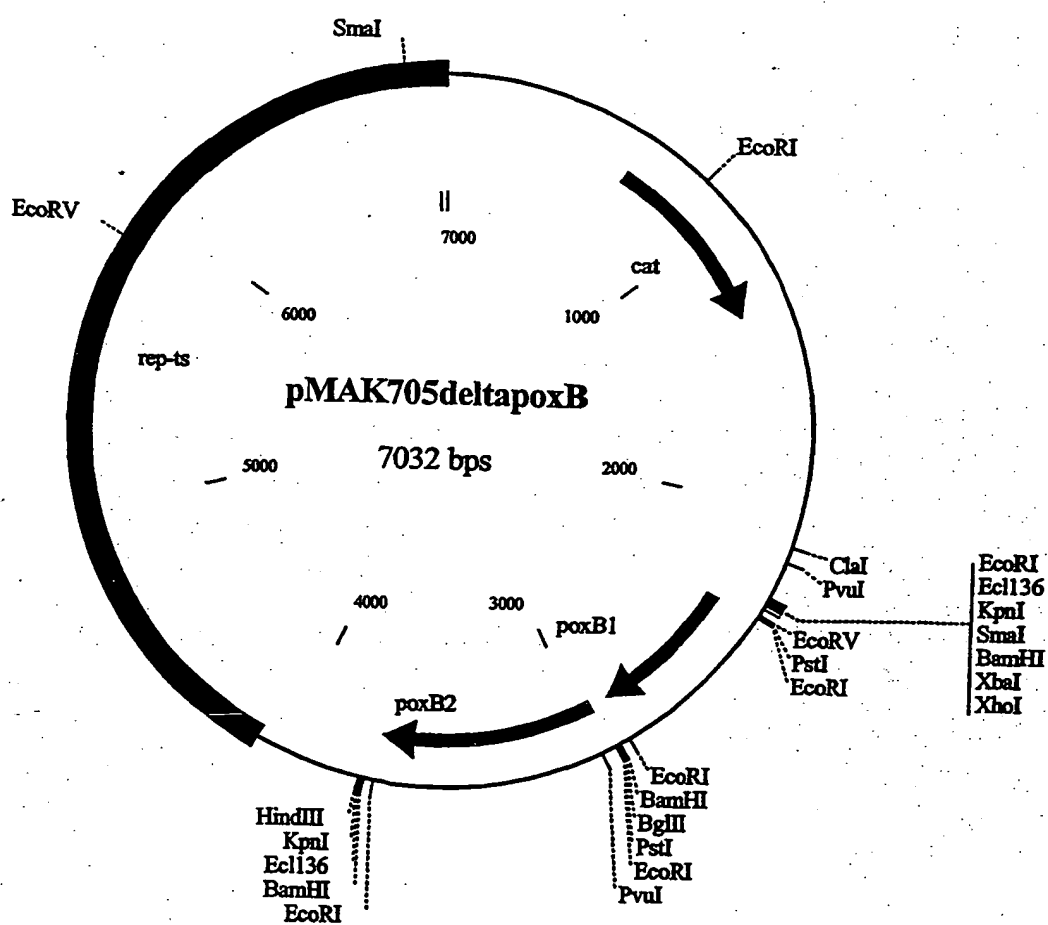 SmaI
EcoRI
EcoRV
7000
cat
1000
6000
rep-ts
pMAK705deltapoxB
7032 bps
5000
2000
ClaI
PvuI
EcoRI
Ecl136
KpnI
SmaI
BamHI
XbaI
XhoI
EcoRV
PstI
EcoRI
4000
3000
poxB1
poxB2
EcoRI
BamHI
BglII
PstI
EcoRI
PvuI
HindIII
KpnI
Ecl136
BamHI
EcoRI